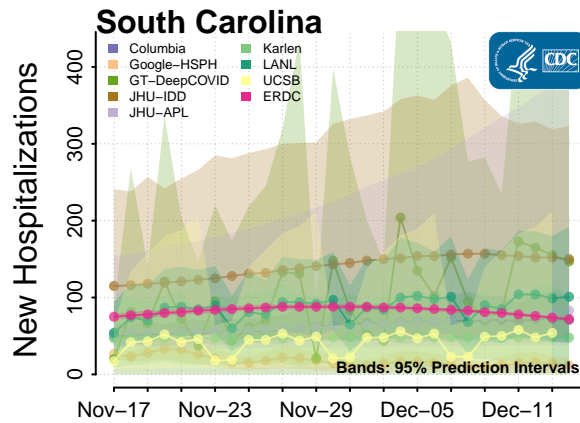 South Carolina
Columbia
Google−HSPH
GT−DeepCOVID
JHU−IDD
JHU−APL
Karlen
LANL
UCSB
ERDC
CDC
New Hospitalizations
400
300
200
100
0
Bands: 95% Prediction Intervals
Nov−17 Nov−23 Nov−29 Dec−05 Dec−11